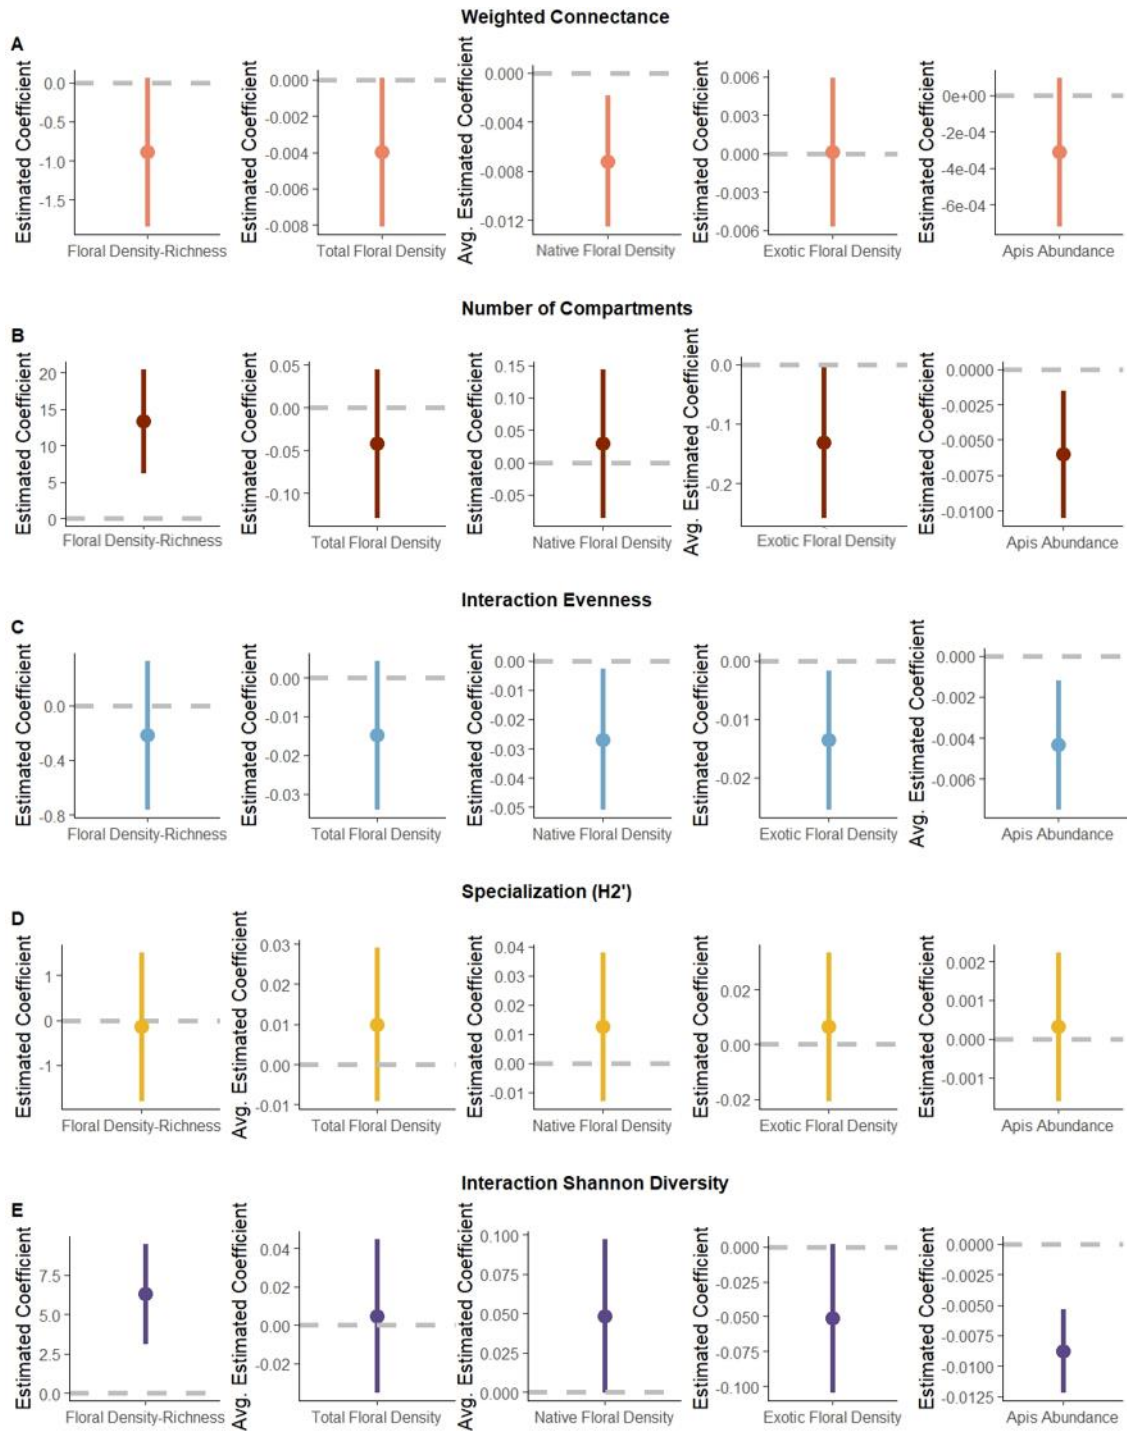 Weighted Connectance
A
Estimated Coefficient
0.0
-0.5
-1.0
-1.5
Floral Density-Richness
Estimated Coefficient
0.000
-0.002
-0.004
-0.006
-0.008
Total Floral Density
Avg. Estimated Coefficient
0.000
-0.004
-0.008
-0.012
Native Floral Density
Estimated Coefficient
0.006
0.003
0.000
-0.003
-0.006
Exotic Floral Density
Estimated Coefficient
0e+00
-2e-04
-4e-04
-6e-04
Apis Abundance
Number of Compartments
B
Estimated Coefficient
20
15
10
5
0
Floral Density-Richness
Estimated Coefficient
0.05
0.00
-0.05
-0.10
Total Floral Density
Estimated Coefficient
0.15
0.10
0.05
0.00
-0.05
Native Floral Density
Avg. Estimated Coefficient
0.0
-0.1
-0.2
Exotic Floral Density
Estimated Coefficient
0.0000
-0.0025
-0.0050
-0.0075
-0.0100
Apis Abundance
Interaction Evenness
C
Estimated Coefficient
0.0
-0.4
-0.8
Floral Density-Richness
Estimated Coefficient
0.00
-0.01
-0.02
-0.03
Total Floral Density
Estimated Coefficient
0.00
-0.01
-0.02
-0.03
-0.04
-0.05
Native Floral Density
Estimated Coefficient
0.00
-0.01
-0.02
Exotic Floral Density
Avg. Estimated Coefficient
0.000
-0.002
-0.004
-0.006
Apis Abundance
Specialization (H2')
D
Estimated Coefficient
1
0
-1
Floral Density-Richness
Avg. Estimated Coefficient
0.03
0.02
0.01
0.00
-0.01
Total Floral Density
Estimated Coefficient
0.04
0.03
0.02
0.01
0.00
-0.01
Native Floral Density
Estimated Coefficient
0.02
0.00
-0.02
Exotic Floral Density
Estimated Coefficient
0.002
0.001
0.000
-0.001
Apis Abundance
Interaction Shannon Diversity
E
Estimated Coefficient
7.5
5.0
2.5
0.0
Floral Density-Richness
Avg. Estimated Coefficient
0.04
0.02
0.00
-0.02
Total Floral Density
Avg. Estimated Coefficient
0.100
0.075
0.050
0.025
0.000
Native Floral Density
Estimated Coefficient
0.000
-0.025
-0.050
-0.075
-0.100
Exotic Floral Density
Estimated Coefficient
0.0000
-0.0025
-0.0050
-0.0075
-0.0100
-0.0125
Apis Abundance